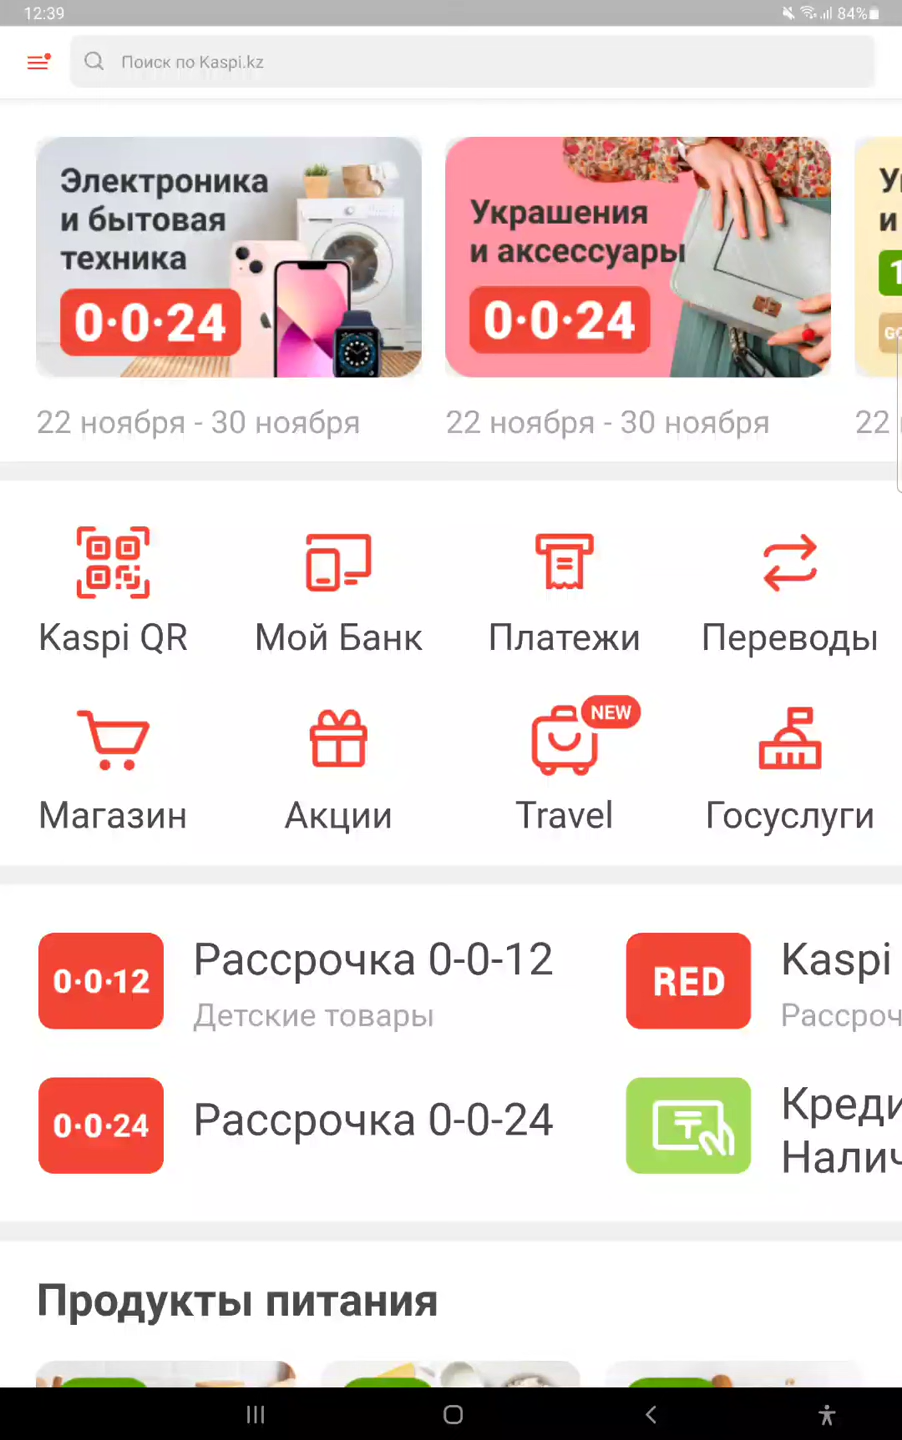 12:39
84%
Поиск по Kaspi.kz
Электроника
и бытовая
техника
0·0·24
Украшения
и аксессуары
0·0·24
и
1
22 ноября - 30 ноября
22 ноября - 30 ноября
22
Kaspi QR
Мой Банк
Платежи
Переводы
NEW
Магазин
Акции
Travel
Госуслуги
0·0·12
Рассрочка 0-0-12
Детские товары
RED
Kaspi
0·0·24
Рассрочка 0-0-24
Продукты питания